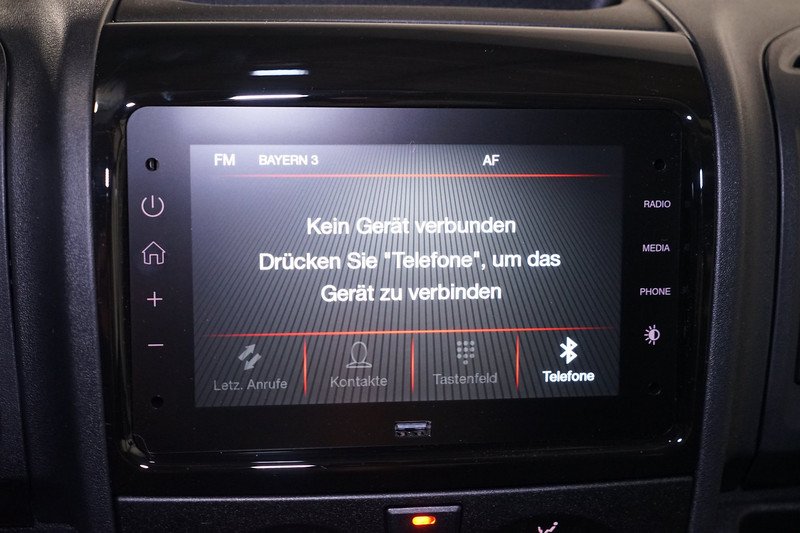 FM BAYERN 3 AF
Kein Gerät verbunden
Drücken Sie "Telefone", um das
Gerät zu verbinden
Letz. Anrufe Kontakte Tastenfeld Telefone
RADIO
MEDIA
PHONE